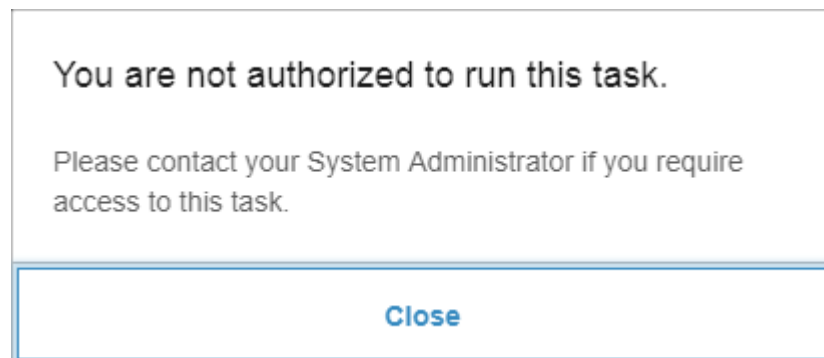 You are not authorized to run this task.
Please contact your System Administrator if you require
access to this task.
Close